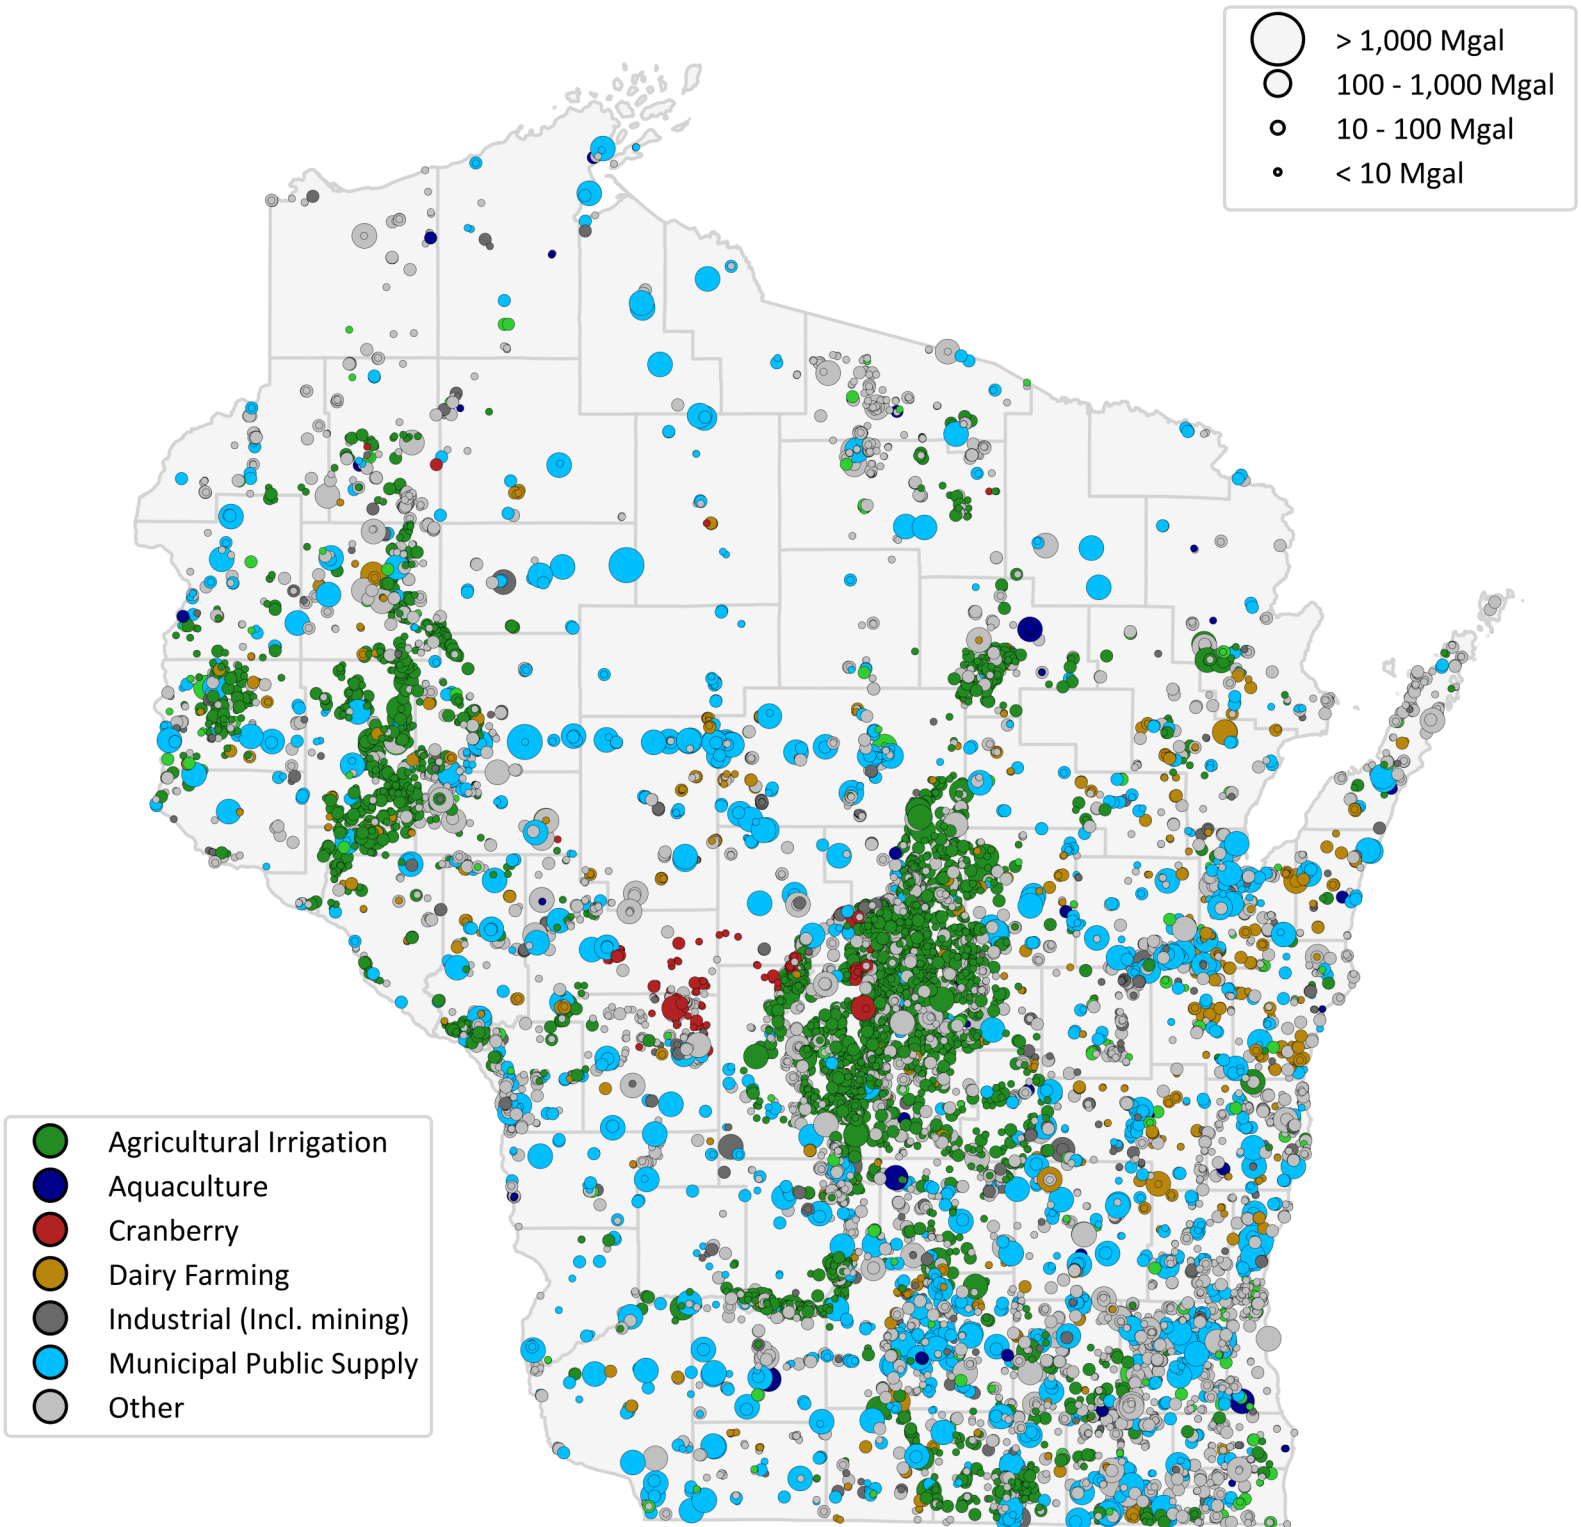 > 1,000 Mgal
100 - 1,000 Mgal
10 - 100 Mgal
< 10 Mgal
Agricultural Irrigation
Aquaculture
Cranberry
Dairy Farming
Industrial (Incl. mining)
Municipal Public Supply
Other